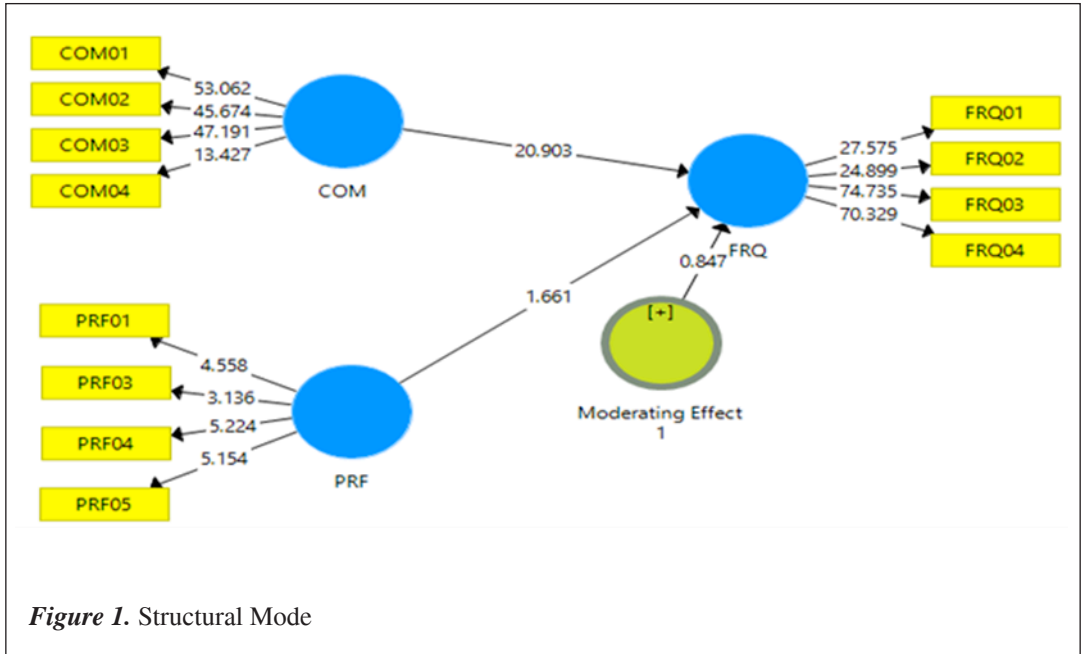 COM01
COM02
COM03
COM04
53.062
45.674
47.191
13.427
COM
20.903
FRQ01
FRQ02
FRQ03
FRQ04
27.575
24.899
74.735
70.329
FRQ
0.847
1.661
[+]
Moderating Effect
1
PRF01
PRF03
PRF04
PRF05
4.558
3.136
5.224
5.154
PRF
Figure 1. Structural Mode